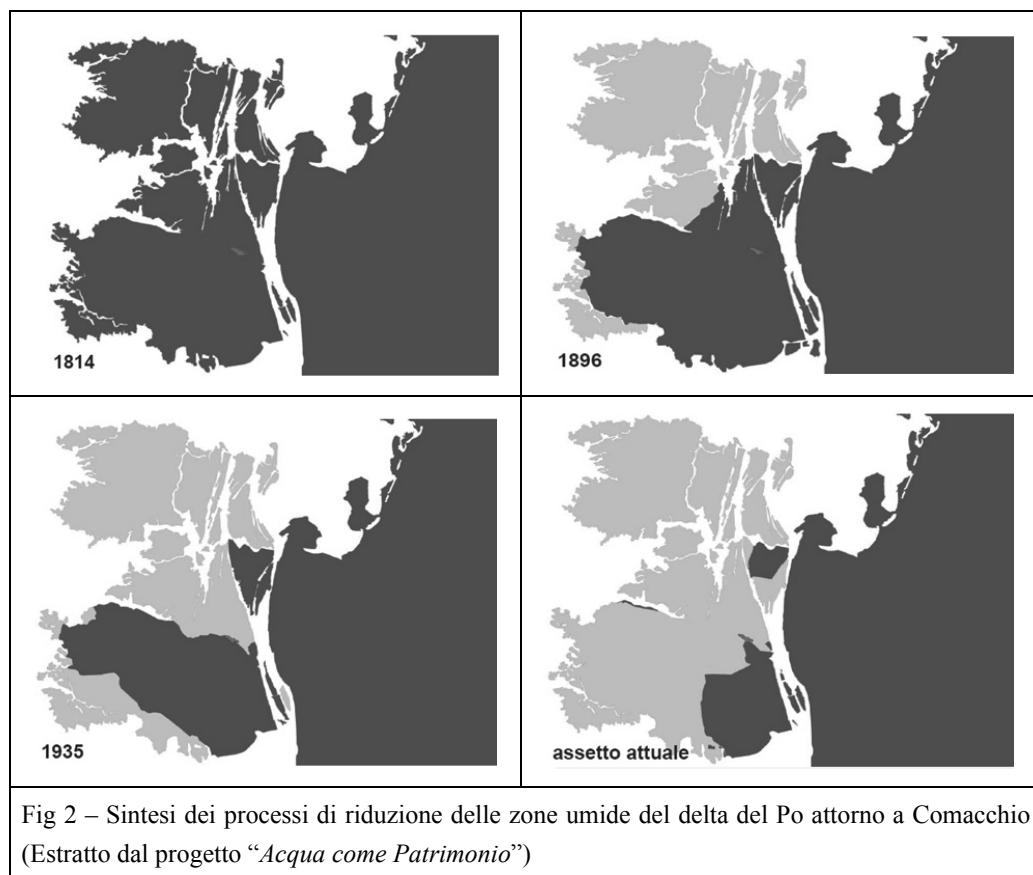 1814
1896
1935
assetto attuale
Fig 2 – Sintesi dei processi di riduzione delle zone umide del delta del Po attorno a Comacchio
(Estratto dal progetto “Acqua come Patrimonio”)